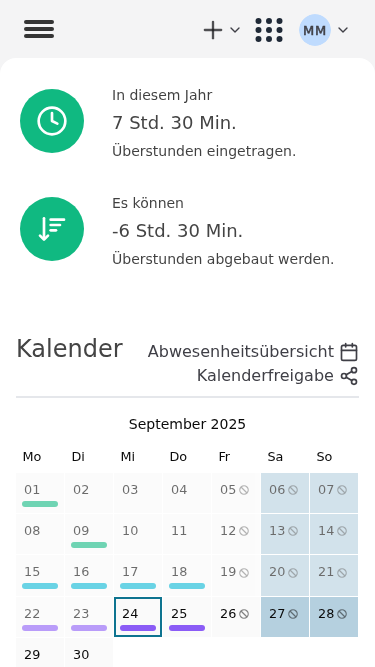 MM
In diesem Jahr
7 Std. 30 Min.
Überstunden eingetragen.
Es können
-6 Std. 30 Min.
Überstunden abgebaut werden.
Kalender
Abwesenheitsübersicht
Kalenderfreigabe
September 2025
Mo Di Mi Do Fr Sa So
01 02 03 04 05 06 07
08 09 10 11 12 13 14
15 16 17 18 19 20 21
22 23 24 25 26 27 28
29 30